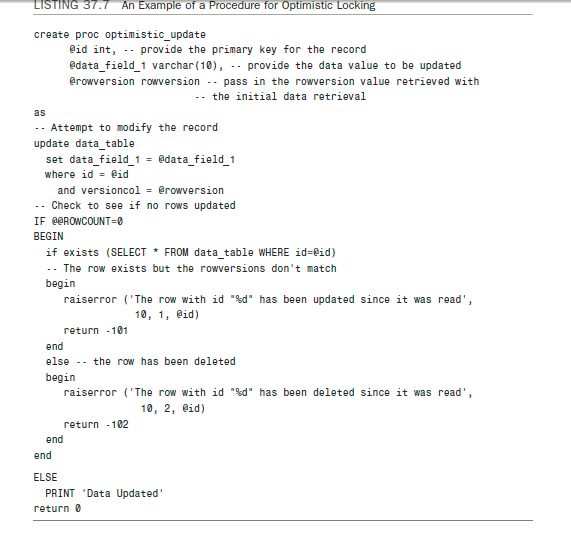 LISTING 37.7 An Example of a Procedure for Optimistic Locking
create proc optimistic_update
@id int, -- provide the primary key for the record
@data_field_1 varchar(10), -- provide the data value to be updated
@rowversion rowversion -- pass in the rowversion value retrieved with
-- the initial data retrieval
as
-- Attempt to modify the record
update data_table
set data_field_1 = @data_field_1
where id = @id
and versioncol = @rowversion
-- Check to see if no rows updated
IF @@ROWCOUNT=0
BEGIN
if exists (SELECT * FROM data_table WHERE id=@id)
-- The row exists but the rowversions don't match
begin
raiserror ('The row with id "%d" has been updated since it was read',
10, 1, @id)
return -101
end
else -- the row has been deleted
begin
raiserror ('The row with id "%d" has been deleted since it was read',
10, 2, @id)
return -102
end
end
ELSE
PRINT 'Data Updated'
return 0